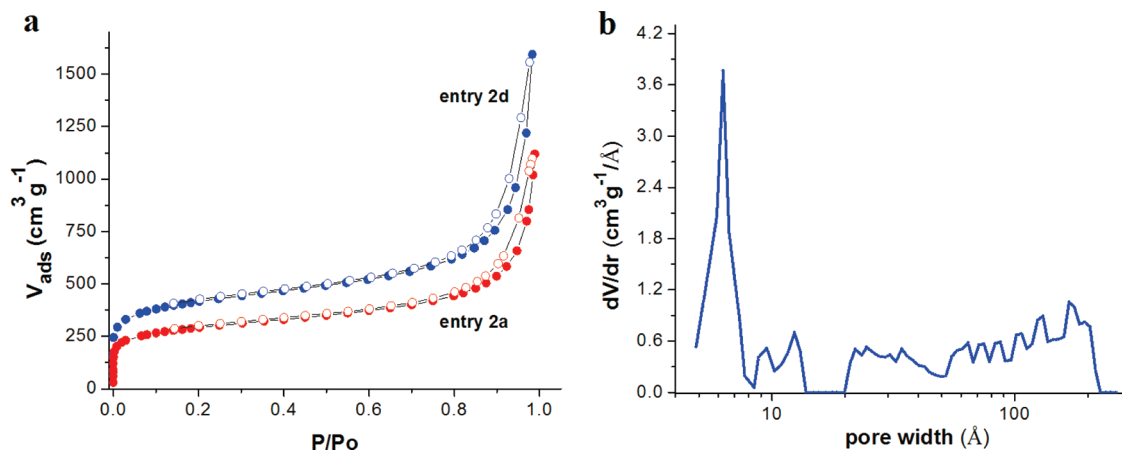 a
V_ads (cm³ g⁻¹)
1500
1250
1000
750
500
250
0
entry 2d
entry 2a
0.0 0.2 0.4 0.6 0.8 1.0
P/Po
b
dV/dr (cm³g⁻¹/Å)
4.2
3.6
3.0
2.4
1.8
1.2
0.6
0.0
10 100
pore width (Å)